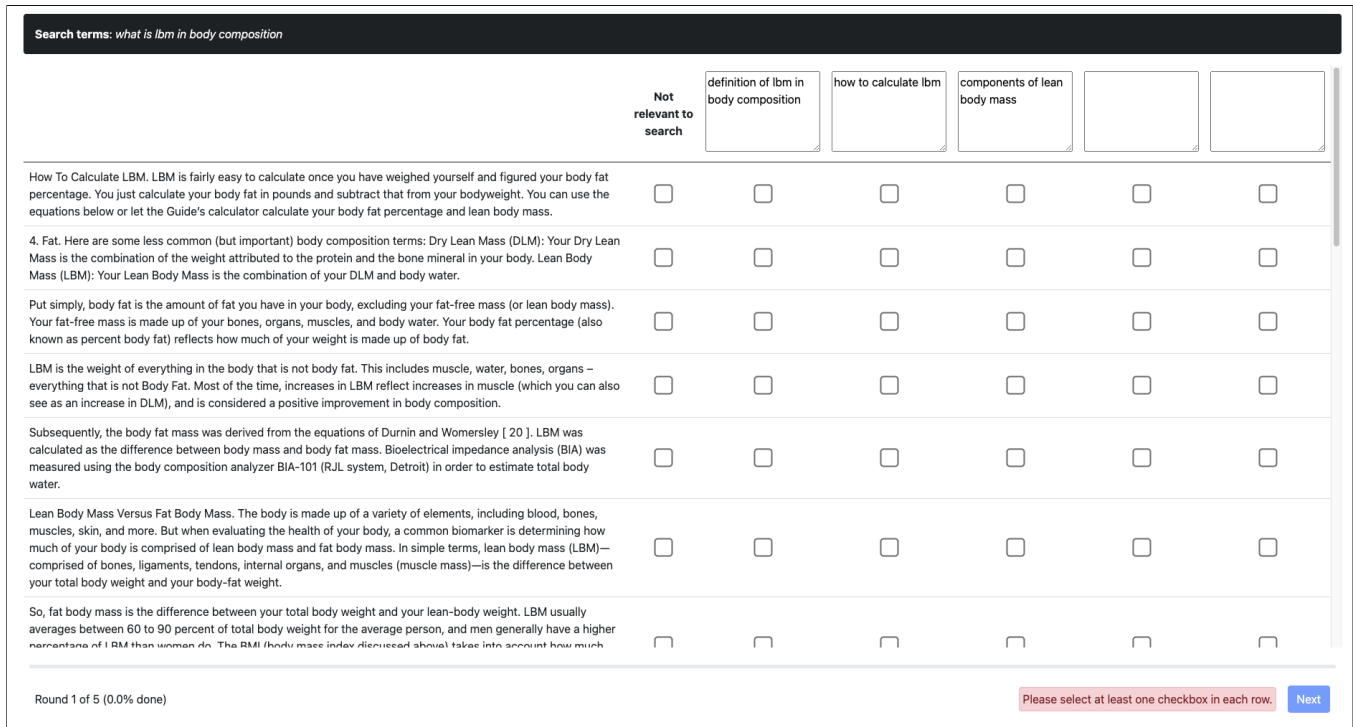 Search terms: what is lbm in body composition
Not
relevant to
search
definition of lbm in
body composition
how to calculate lbm
components of lean
body mass
How To Calculate LBM. LBM is fairly easy to calculate once you have weighed yourself and figured your body fat
percentage. You just calculate your body fat in pounds and subtract that from your bodyweight. You can use the
equations below or let the Guide's calculator calculate your body fat percentage and lean body mass.
4. Fat. Here are some less common (but important) body composition terms: Dry Lean Mass (DLM): Your Dry Lean
Mass is the combination of the weight attributed to the protein and the bone mineral in your body. Lean Body
Mass (LBM): Your Lean Body Mass is the combination of your DLM and body water.
Put simply, body fat is the amount of fat you have in your body, excluding your fat-free mass (or lean body mass).
Your fat-free mass is made up of your bones, organs, muscles, and body water. Your body fat percentage (also
known as percent body fat) reflects how much of your weight is made up of body fat.
LBM is the weight of everything in the body that is not body fat. This includes muscle, water, bones, organs –
everything that is not Body Fat. Most of the time, increases in LBM reflect increases in muscle (which you can also
see as an increase in DLM), and is considered a positive improvement in body composition.
Subsequently, the body fat mass was derived from the equations of Durnin and Womersley [ 20 ]. LBM was
calculated as the difference between body mass and body fat mass. Bioelectrical impedance analysis (BIA) was
measured using the body composition analyzer BIA-101 (RJL system, Detroit) in order to estimate total body
water.
Lean Body Mass Versus Fat Body Mass. The body is made up of a variety of elements, including blood, bones,
muscles, skin, and more. But when evaluating the health of your body, a common biomarker is determining how
much of your body is comprised of lean body mass and fat body mass. In simple terms, lean body mass (LBM)—
comprised of bones, ligaments, tendons, internal organs, and muscles (muscle mass)—is the difference between
your total body weight and your body-fat weight.
So, fat body mass is the difference between your total body weight and your lean-body weight. LBM usually
averages between 60 to 90 percent of total body weight for the average person, and men generally have a higher
percentage of LBM than women do. The BMI (body mass index discussed above) takes into account how much
Round 1 of 5 (0.0% done)
Please select at least one checkbox in each row.
Next